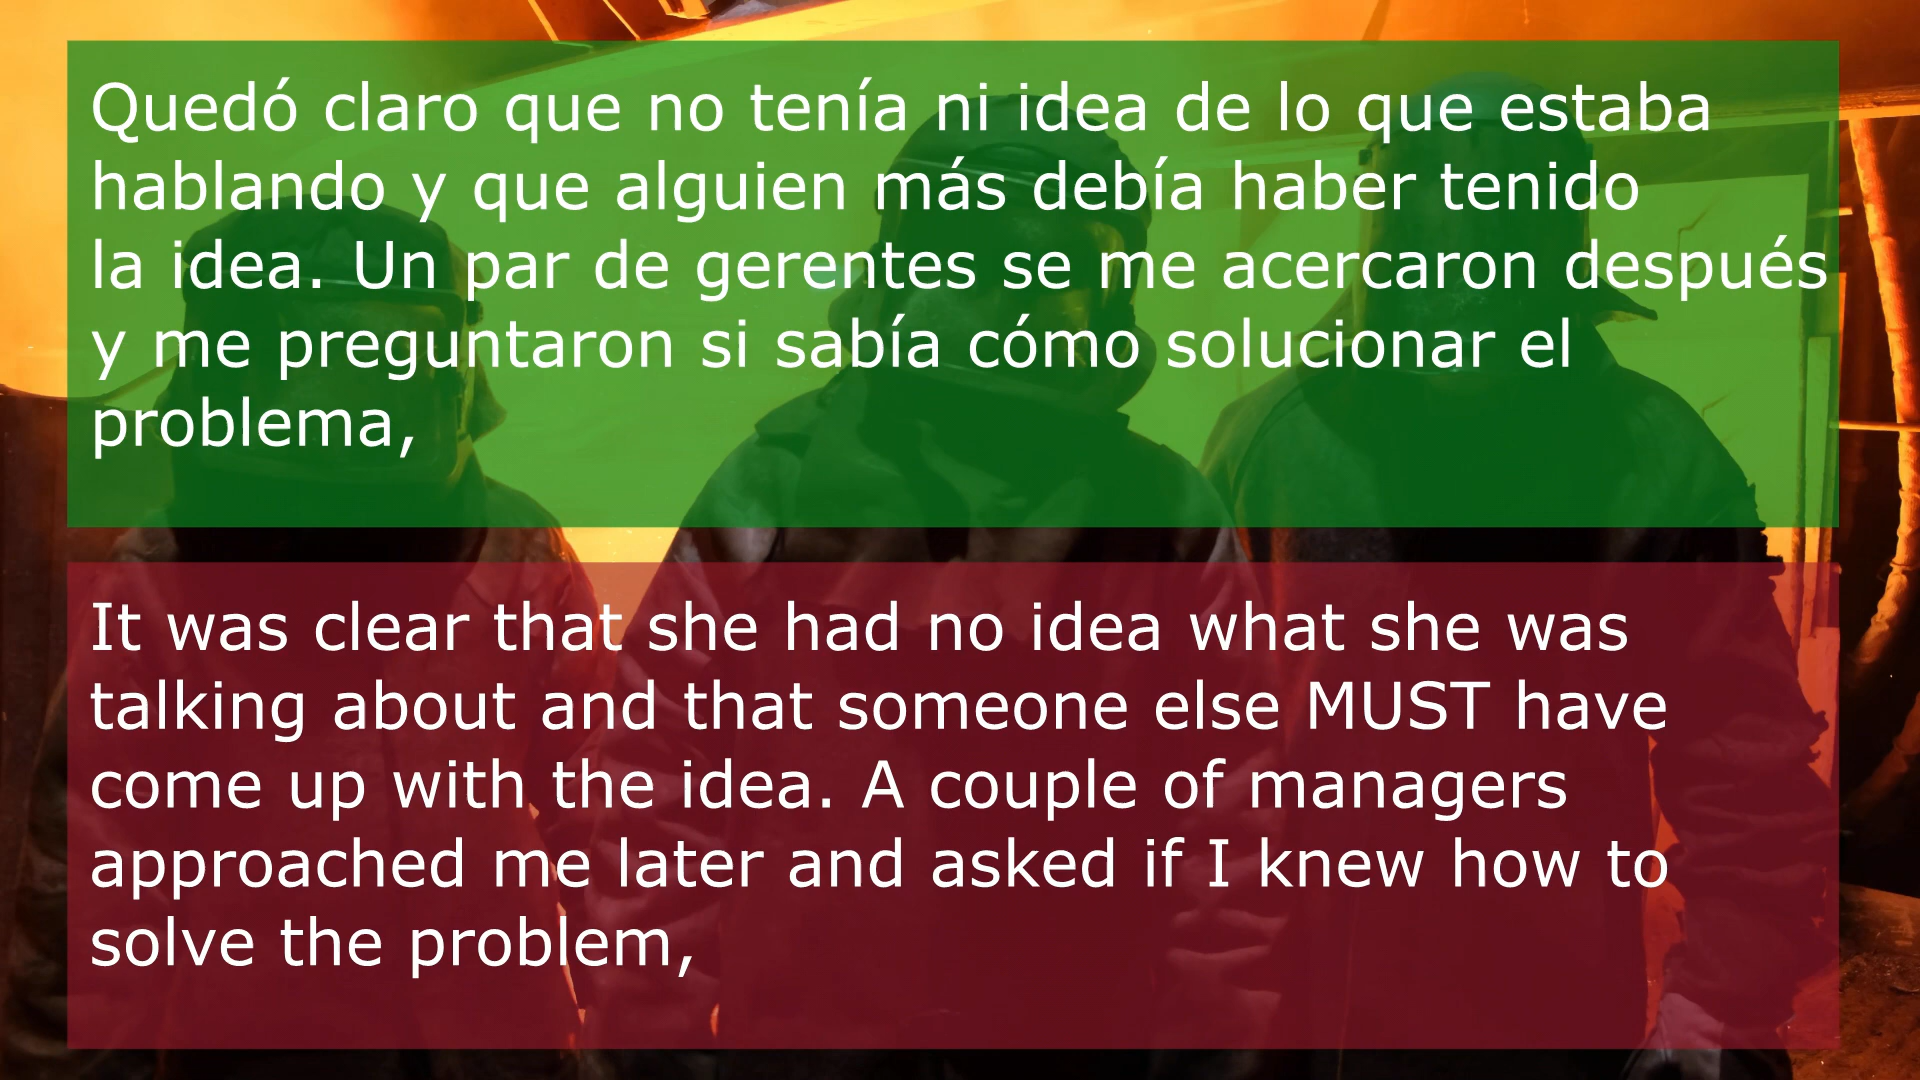 Quedó claro que no tenía ni idea de lo que estaba
hablando y que alguien más debía haber tenido
la idea. Un par de gerentes se me acercaron después
y me preguntaron si sabía cómo solucionar el
problema,
It was clear that she had no idea what she was
talking about and that someone else MUST have
come up with the idea. A couple of managers
approached me later and asked if I knew how to
solve the problem,